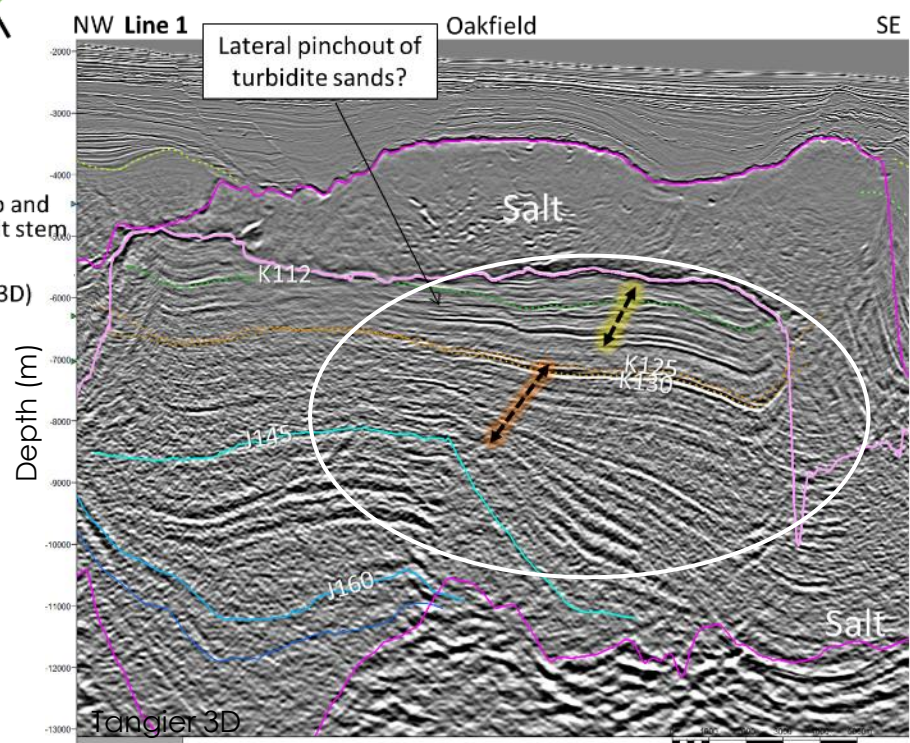 NW Line 1 Oakfield SE
Lateral pinchout of
turbidite sands?
and
t stem
3D)
Depth (m)
-2000
-3000
-4000
-5000
-6000
-7000
-8000
-9000
-10000
-11000
-12000
-13000
Salt
K112
K125
K130
J145
J160
Salt
Tangier 3D